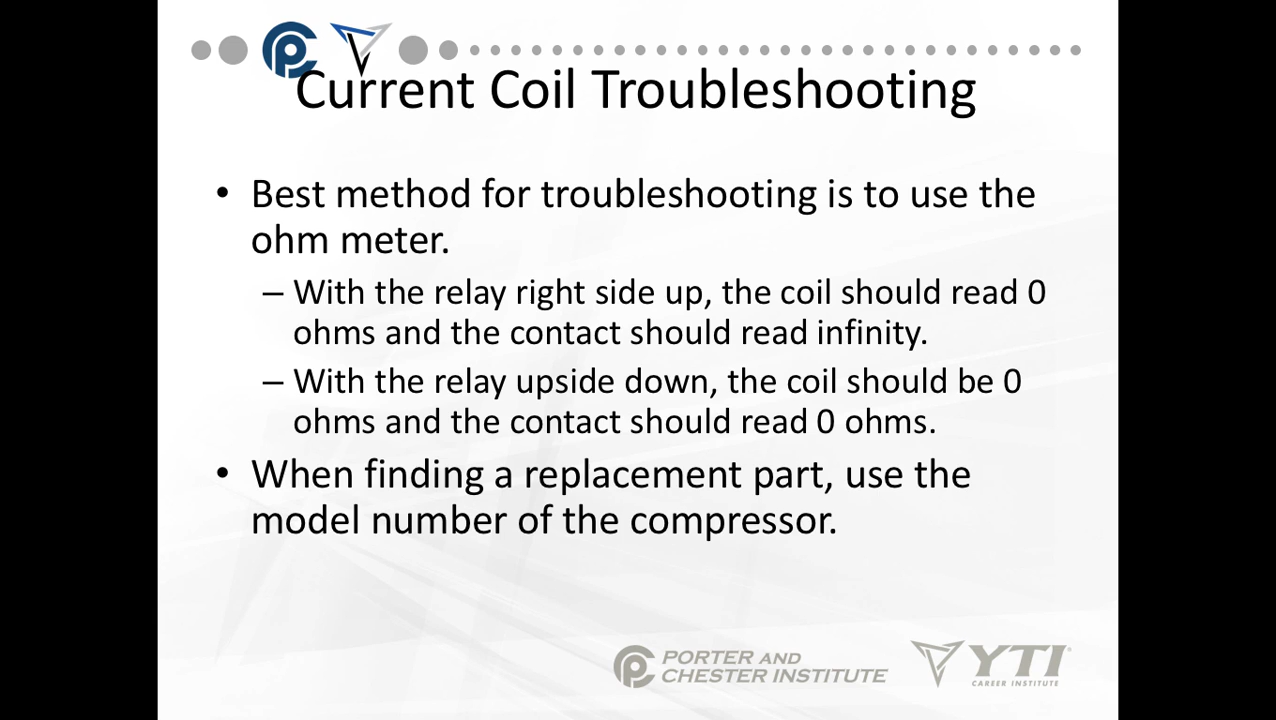 Current Coil Troubleshooting
• Best method for troubleshooting is to use the
ohm meter.
– With the relay right side up, the coil should read 0
ohms and the contact should read infinity.
– With the relay upside down, the coil should be 0
ohms and the contact should read 0 ohms.
• When finding a replacement part, use the
model number of the compressor.
PORTER AND
CHESTER INSTITUTE
YTI®
CAREER INSTITUTE